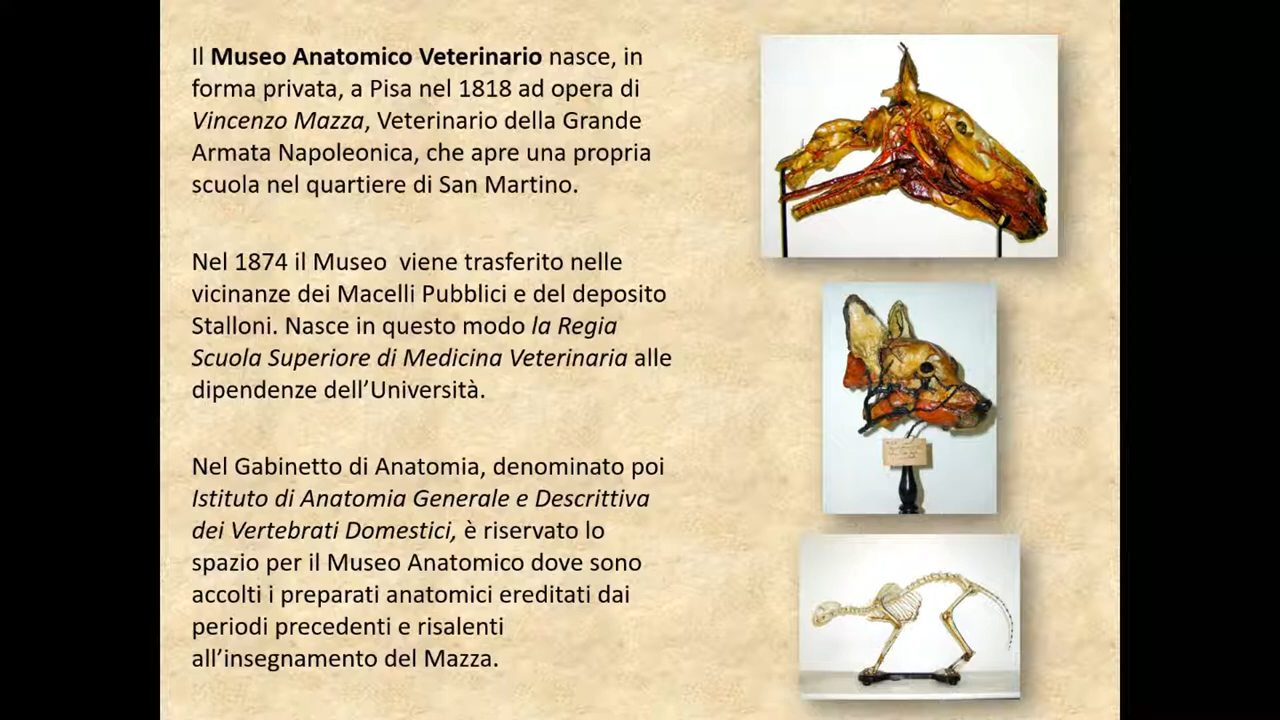 Il Museo Anatomico Veterinario nasce, in
forma privata, a Pisa nel 1818 ad opera di
Vincenzo Mazza, Veterinario della Grande
Armata Napoleonica, che apre una propria
scuola nel quartiere di San Martino.
Nel 1874 il Museo viene trasferito nelle
vicinanze dei Macelli Pubblici e del deposito
Stalloni. Nasce in questo modo la Regia
Scuola Superiore di Medicina Veterinaria alle
dipendenze dell’Università.
Nel Gabinetto di Anatomia, denominato poi
Istituto di Anatomia Generale e Descrittiva
dei Vertebrati Domestici, è riservato lo
spazio per il Museo Anatomico dove sono
accolti i preparati anatomici ereditati dai
periodi precedenti e risalenti
all’insegnamento del Mazza.